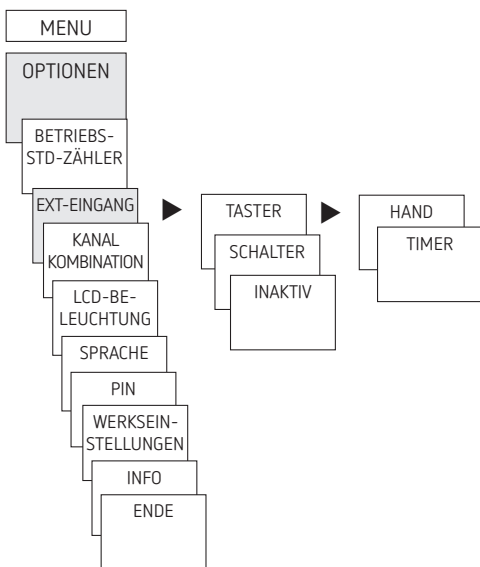 MENU
OPTIONEN
BETRIEBS-
STD-ZÄHLER
EXT-EINGANG
KANAL
KOMBINATION
LCD-BE-
LEUCHTUNG
SPRACHE
PIN
WERKSEIN-
STELLUNGEN
INFO
ENDE
TASTER
SCHALTER
INAKTIV
HAND
TIMER